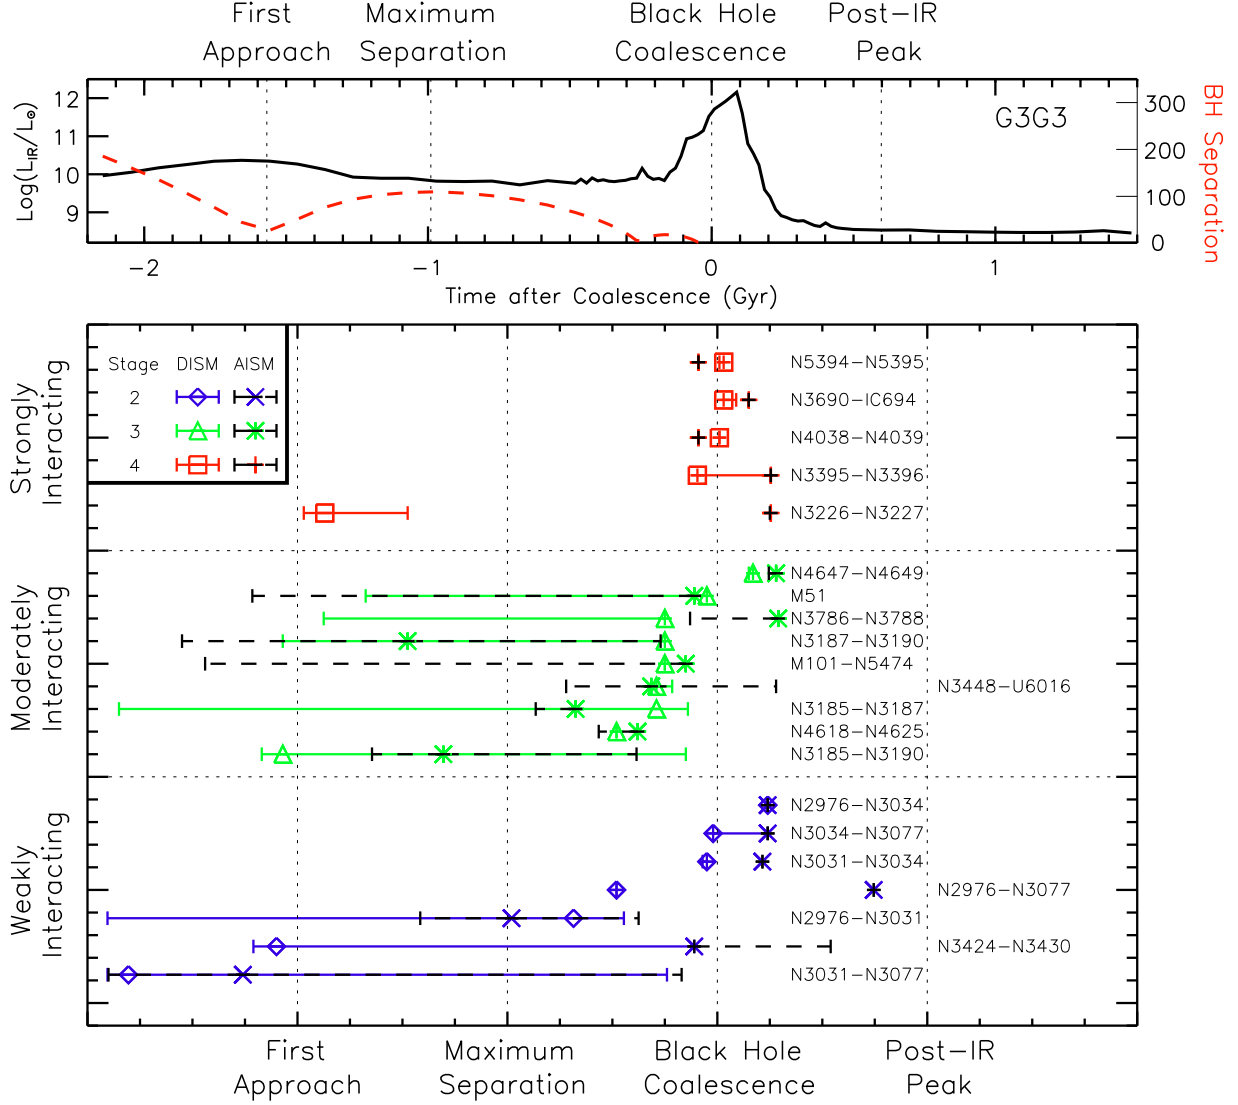 First
Approach
Maximum
Separation
Black Hole
Coalescence
Post-IR
Peak
Log(L_IR/L_⊙)
12
11
10
9
G3G3
300
200
100
0
BH Separation
-2
-1
0
1
Time after Coalescence (Gyr)
Strongly
Interacting
Stage DISM AISM
2
3
4
N5394-N5395
N3690-IC694
N4038-N4039
N3395-N3396
N3226-N3227
Moderately
Interacting
N4647-N4649
M51
N3786-N3788
N3187-N3190
M101-N5474
N3448-U6016
N3185-N3187
N4618-N4625
N3185-N3190
Weakly
Interacting
N2976-N3034
N3034-N3077
N3031-N3034
N2976-N3077
N2976-N3031
N3424-N3430
N3031-N3077
First
Approach
Maximum
Separation
Black Hole
Coalescence
Post-IR
Peak